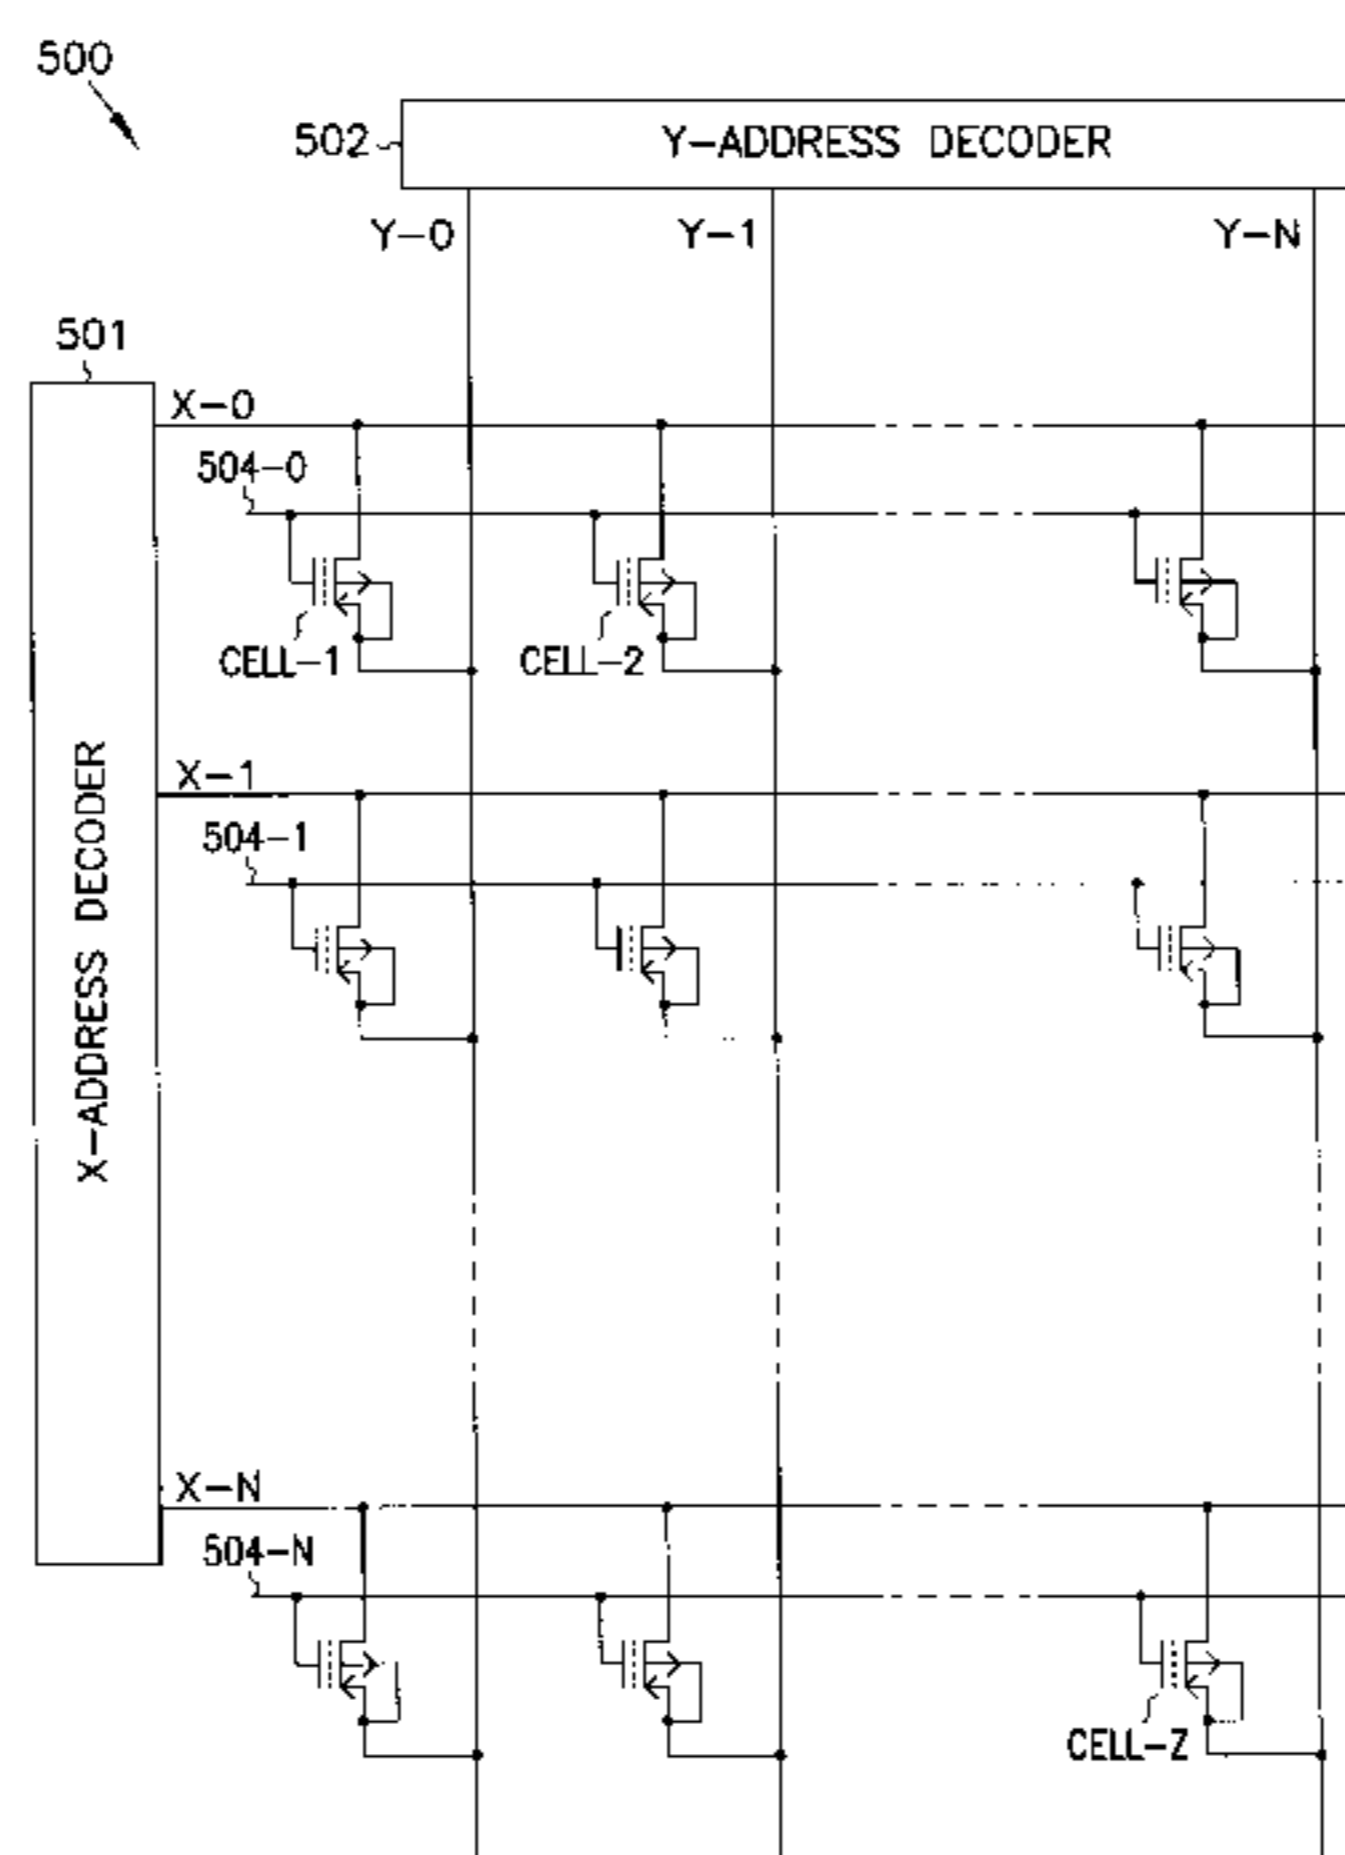 500
502
Y-ADDRESS DECODER
Y-0
Y-1
Y-N
501
X-0
504-0
CELL-1
CELL-2
X-ADDRESS DECODER
X-1
504-1
X-N
504-N
CELL-Z